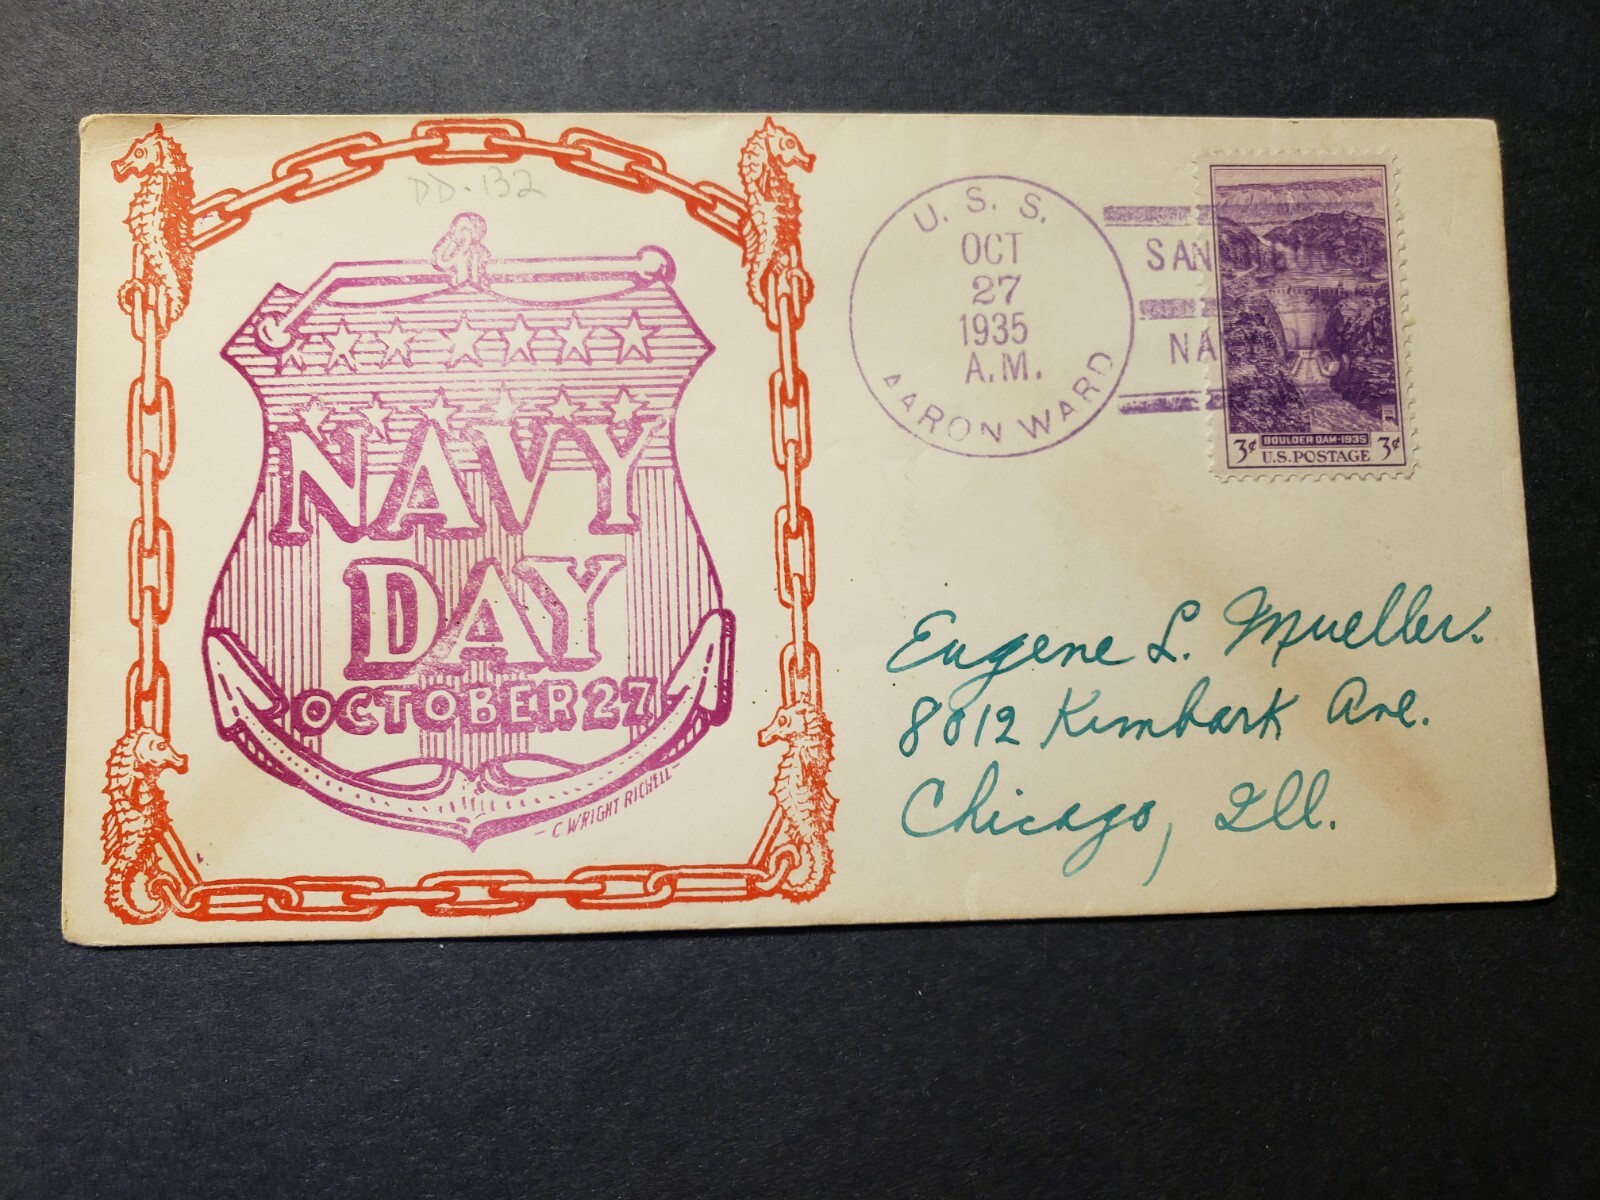 DD-132
NAVY
DAY
OCTOBER 27
- C WRIGHT RICHELL -
U. S. S.
OCT
27
1935
A.M.
AARON WARD
SAN
NA
3¢ BOULDER DAM-1935 3¢
U.S. POSTAGE
Eugene L. Mueller.
8012 Kimbark Ave.
Chicago, Ill.